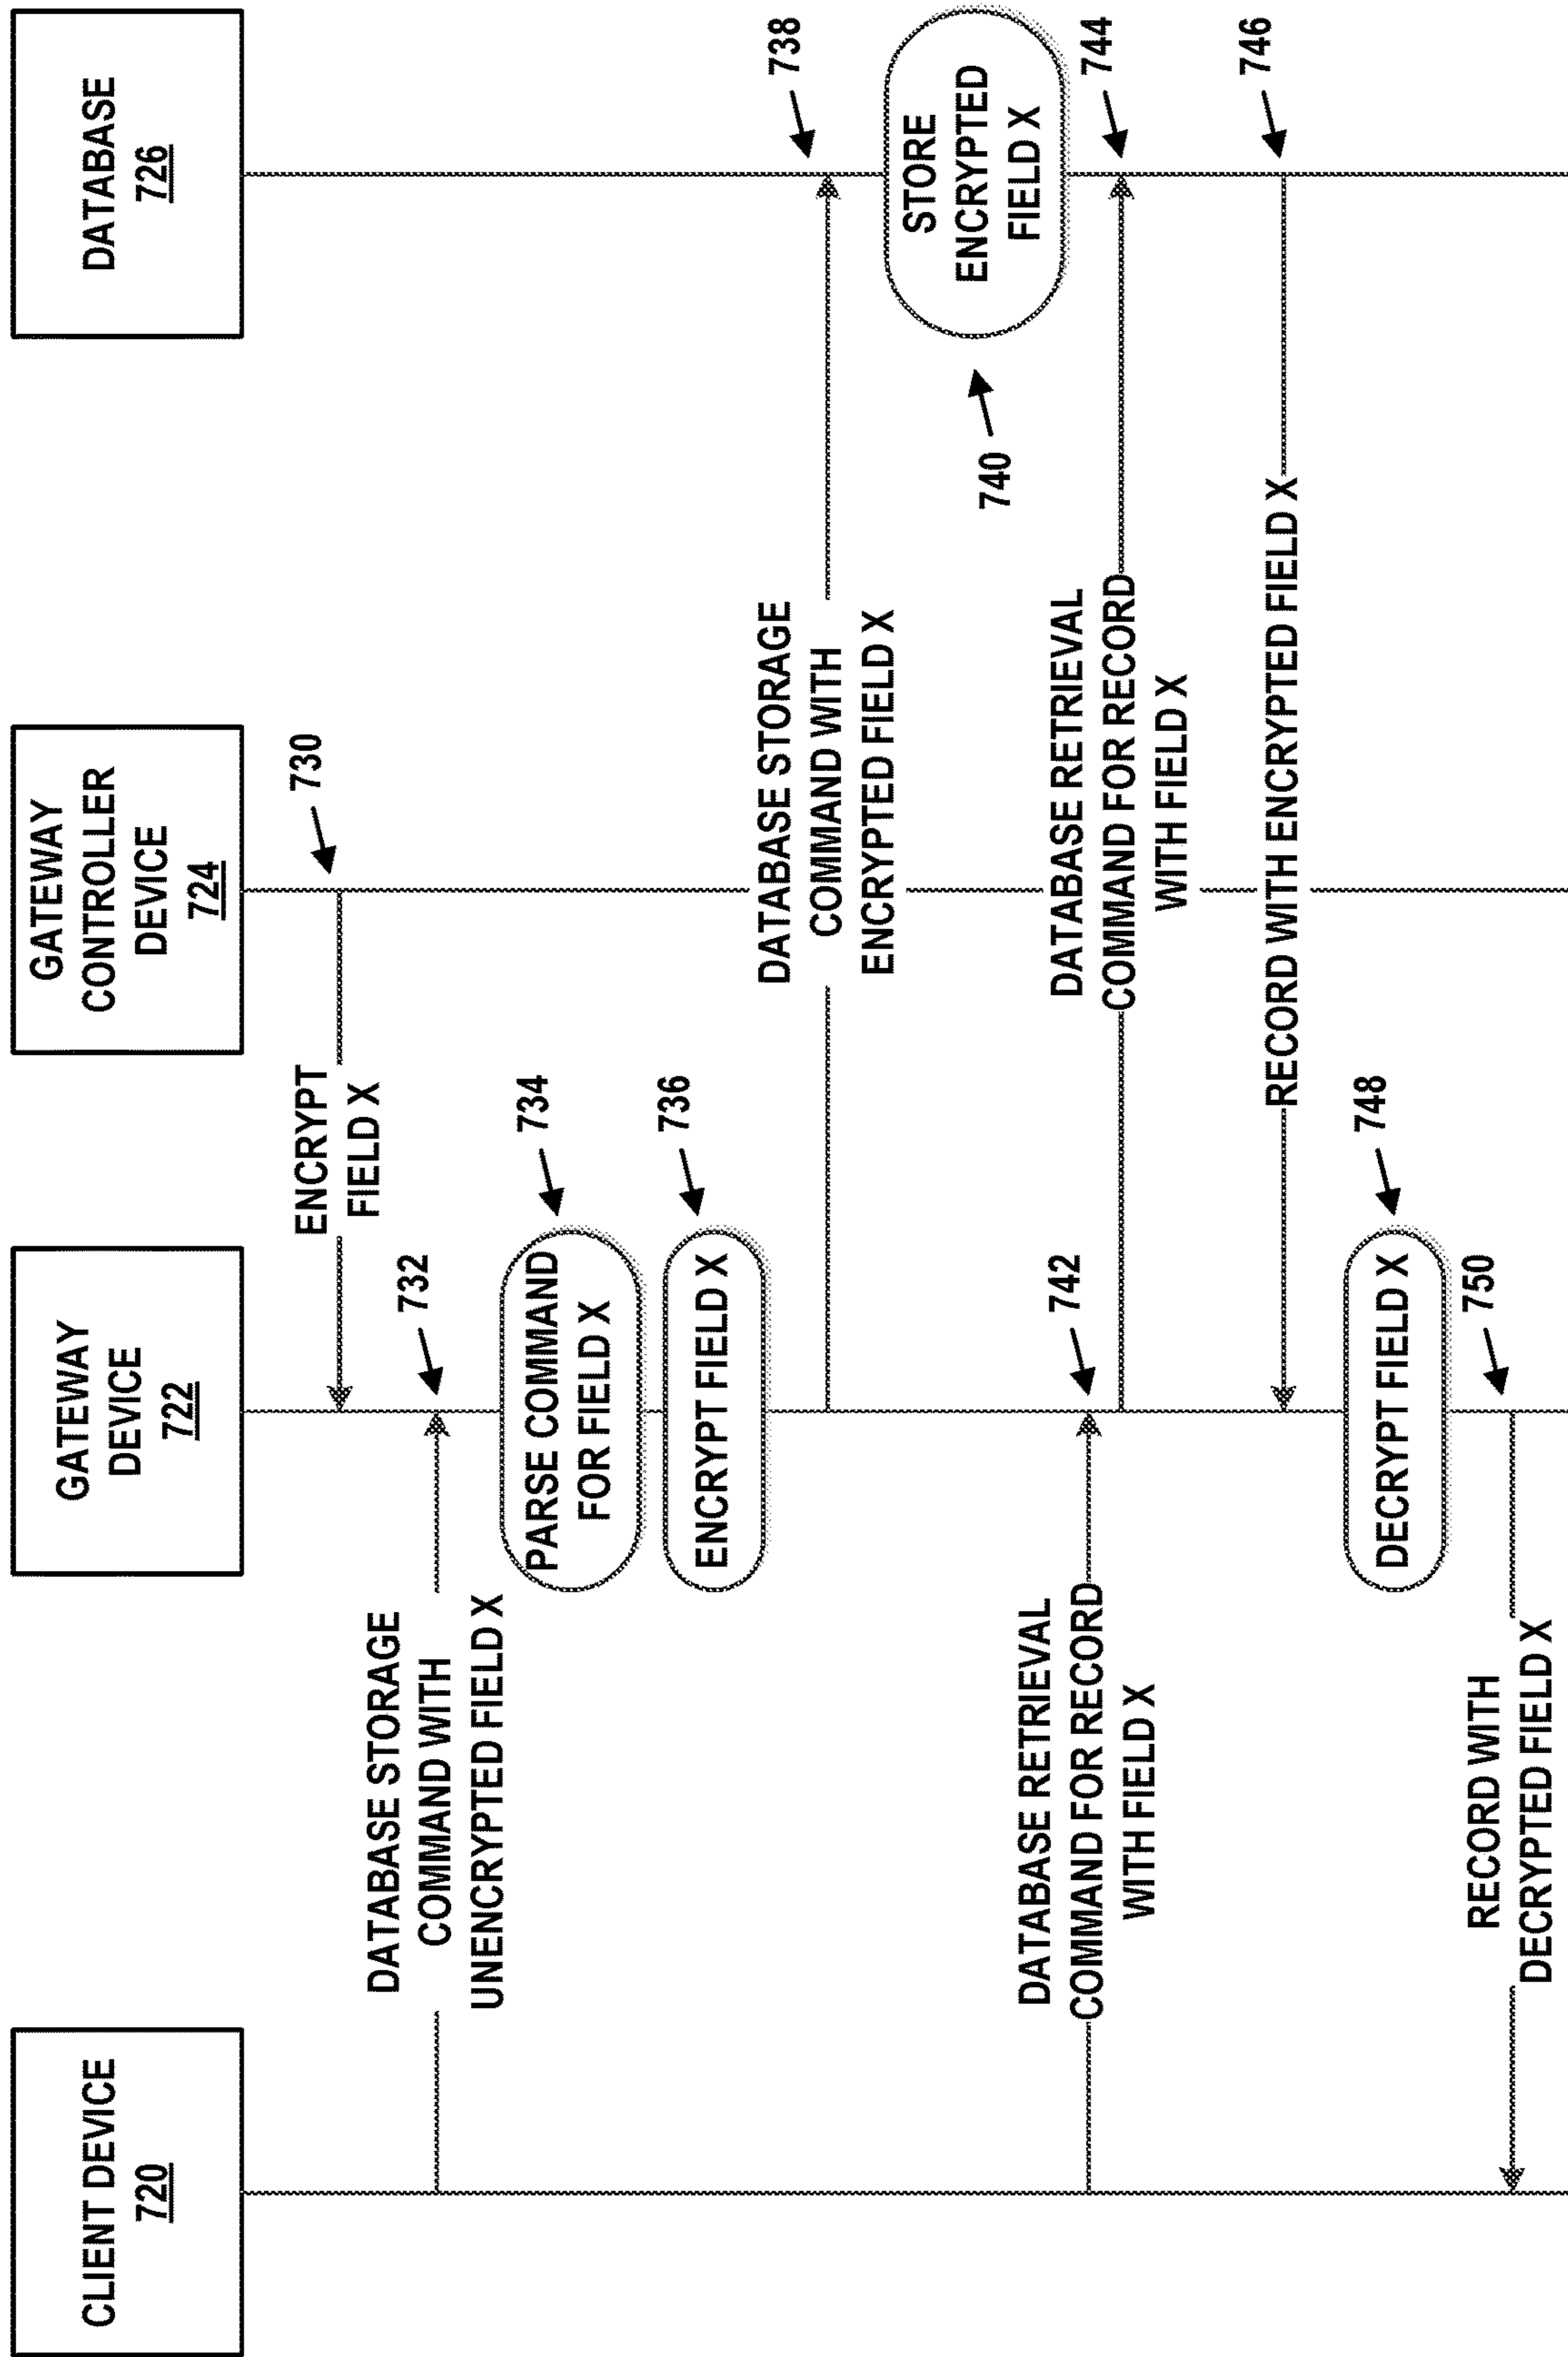 CLIENT DEVICE
720
GATEWAY
DEVICE
722
GATEWAY
CONTROLLER
DEVICE
724
DATABASE
726
ENCRYPT
FIELD X
730
DATABASE STORAGE
COMMAND WITH
UNENCRYPTED FIELD X
732
PARSE COMMAND
FOR FIELD X
734
ENCRYPT FIELD X
736
DATABASE STORAGE
COMMAND WITH
ENCRYPTED FIELD X
738
740
STORE
ENCRYPTED
FIELD X
DATABASE RETRIEVAL
COMMAND FOR RECORD
WITH FIELD X
742
DATABASE RETRIEVAL
COMMAND FOR RECORD
WITH FIELD X
744
RECORD WITH ENCRYPTED FIELD X
746
DECRYPT FIELD X
748
RECORD WITH
DECRYPTED FIELD X
750